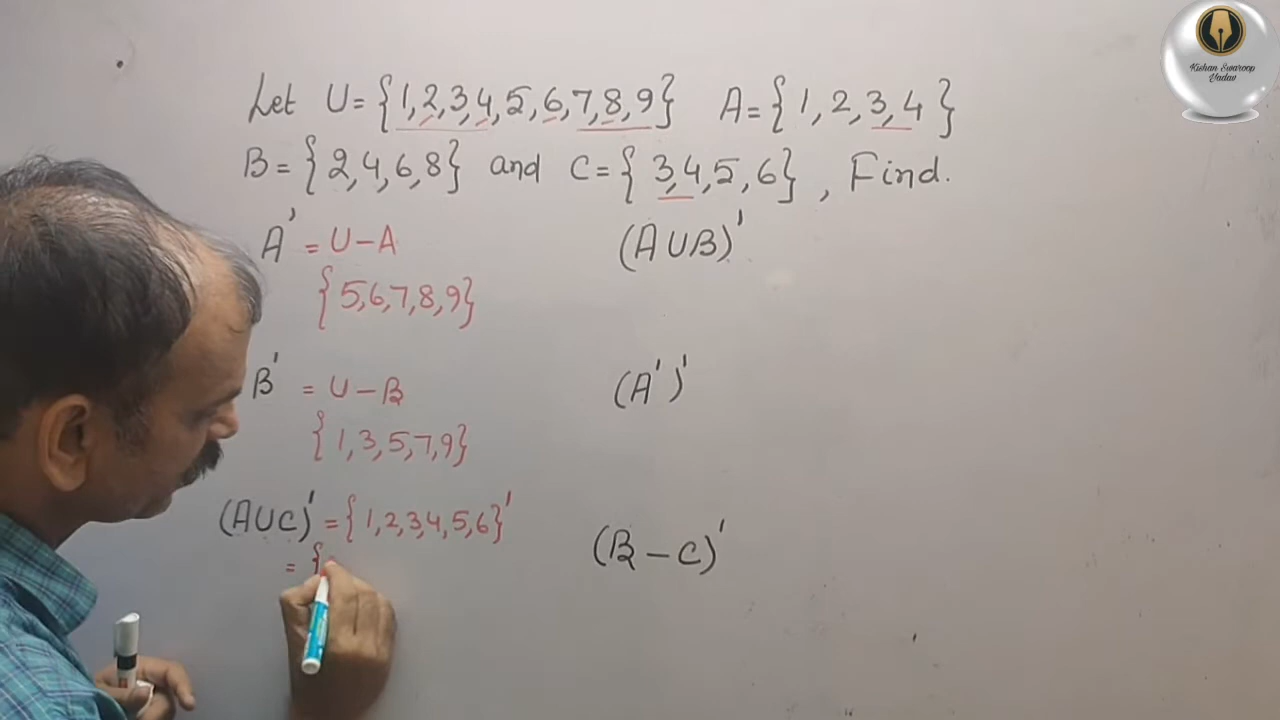 Let U = {1,2,3,4,5,6,7,8,9} A = {1,2,3,4}
B = {2,4,6,8} and C = {3,4,5,6}, Find.
A' = U - A
{5,6,7,8,9}
(A∪B)'
B' = U - B
{1,3,5,7,9}
(A')'
(A∪C)' = {1,2,3,4,5,6}'
= {
(B - C)'
Kishan Swaroop
Yadav